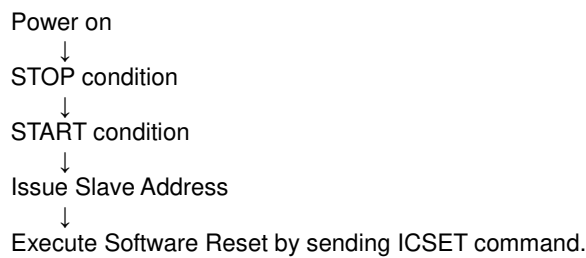 Power on
↓
STOP condition
↓
START condition
↓
Issue Slave Address
↓
Execute Software Reset by sending ICSET command.